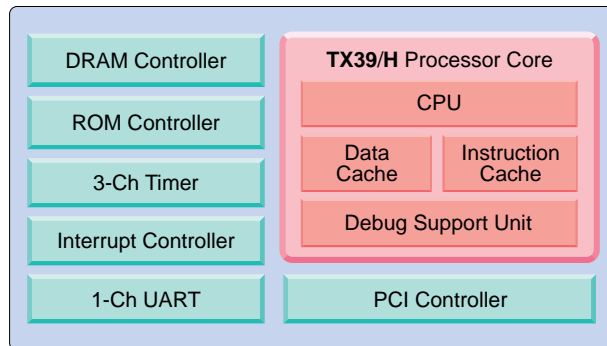 DRAM Controller
ROM Controller
3-Ch Timer
Interrupt Controller
1-Ch UART
TX39/H Processor Core
CPU
Data
Cache
Instruction
Cache
Debug Support Unit
PCI Controller